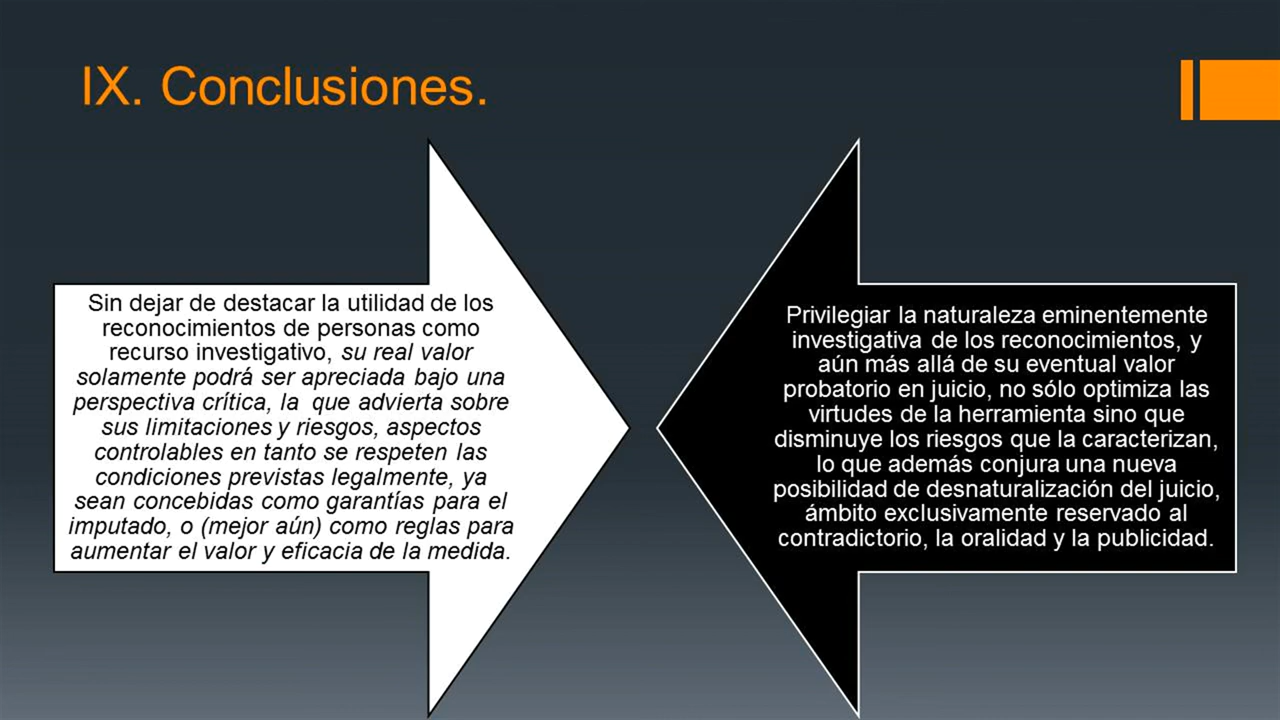 IX. Conclusiones.
Sin dejar de destacar la utilidad de los
reconocimientos de personas como
recurso investigativo, su real valor
solamente podrá ser apreciada bajo una
perspectiva crítica, la  que advierta sobre
sus limitaciones y riesgos, aspectos
controlables en tanto se respeten las
condiciones previstas legalmente, ya
sean concebidas como garantías para el
imputado, o (mejor aún) como reglas para
aumentar el valor y eficacia de la medida.
Privilegiar la naturaleza eminentemente
investigativa de los reconocimientos, y
aún más allá de su eventual valor
probatorio en juicio, no sólo optimiza las
virtudes de la herramienta sino que
disminuye los riesgos que la caracterizan,
lo que además conjura una nueva
posibilidad de desnaturalización del juicio,
ámbito exclusivamente reservado al
contradictorio, la oralidad y la publicidad.